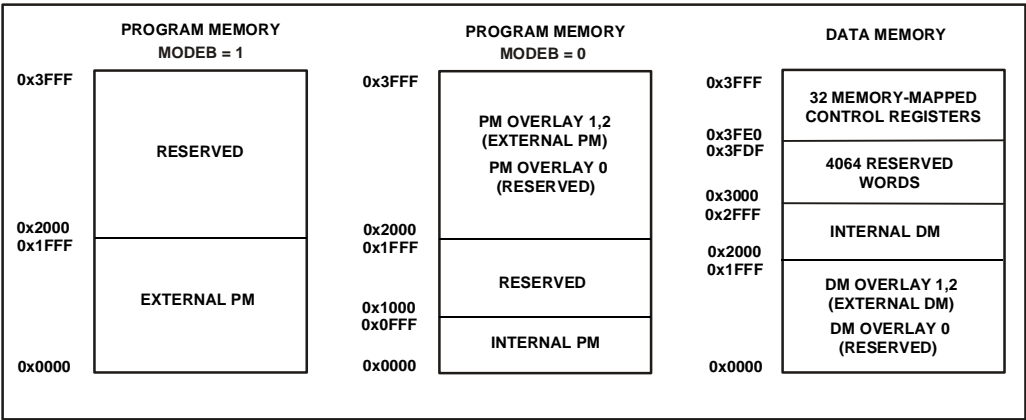 PROGRAM MEMORY
MODEB = 1
0x3FFF
RESERVED
0x2000
0x1FFF
EXTERNAL PM
0x0000
PROGRAM MEMORY
MODEB = 0
0x3FFF
PM OVERLAY 1,2
(EXTERNAL PM)
PM OVERLAY 0
(RESERVED)
0x2000
0x1FFF
RESERVED
0x1000
0x0FFF
INTERNAL PM
0x0000
DATA MEMORY
0x3FFF
32 MEMORY-MAPPED
CONTROL REGISTERS
0x3FE0
0x3FDF
4064 RESERVED
WORDS
0x3000
0x2FFF
INTERNAL DM
0x2000
0x1FFF
DM OVERLAY 1,2
(EXTERNAL DM)
DM OVERLAY 0
(RESERVED)
0x0000